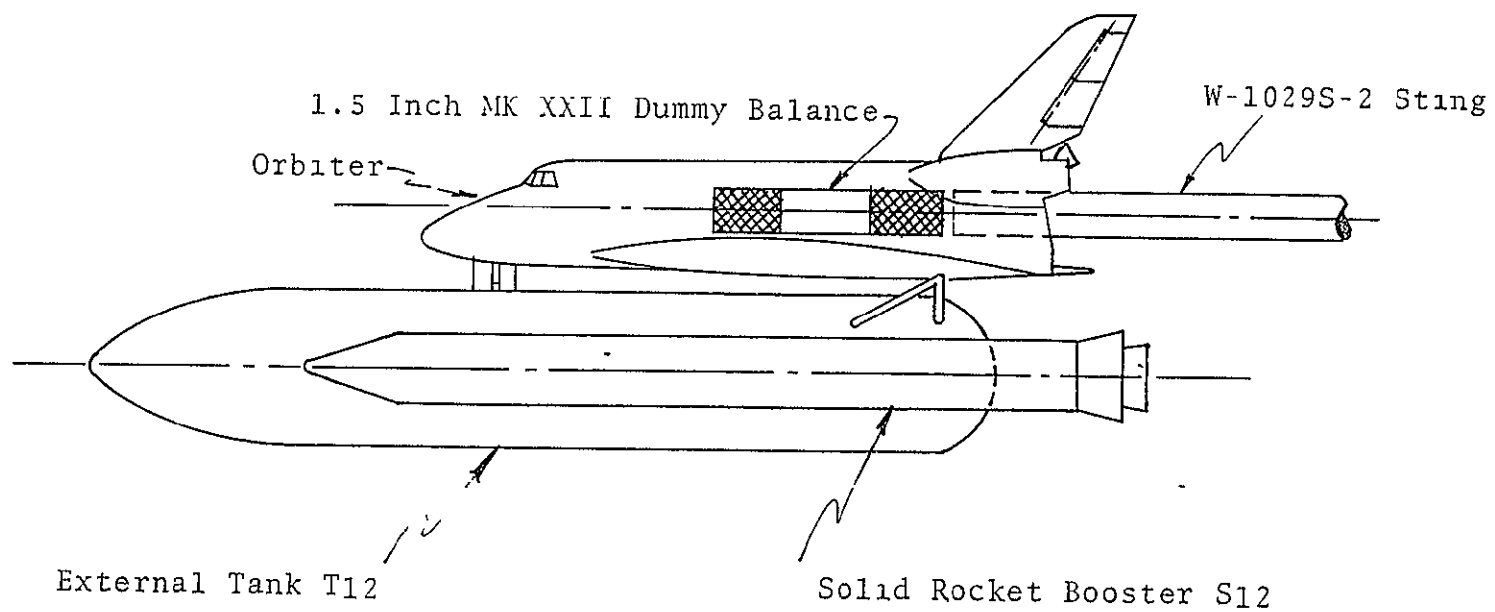 1.5 Inch MK XXII Dummy Balance
W-1029S-2 Sting
Orbiter
External Tank T12
Solid Rocket Booster S12